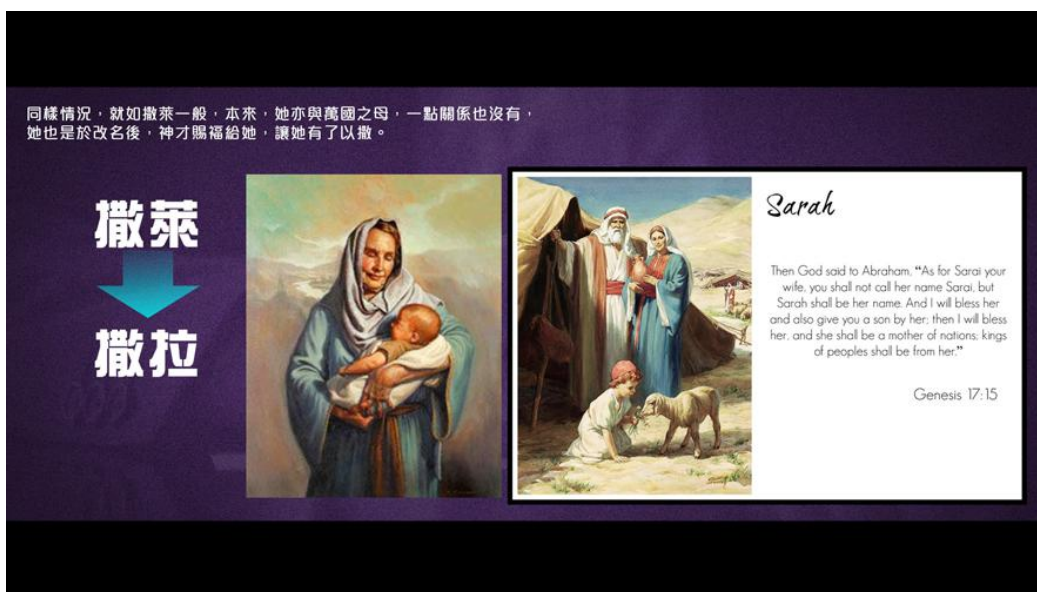 同樣情況，就如撒萊一般，本來，她亦與萬國之母，一點關係也沒有，
她也是於改名後，神才賜福給她，讓她有了以撒。
撒萊
撒拉
Sarah
Then God said to Abraham, “As for Sarai your
wife, you shall not call her name Sarai, but
Sarah shall be her name. And I will bless her
and also give you a son by her; then I will bless
her, and she shall be a mother of nations; kings
of peoples shall be from her.”
Genesis 17:15